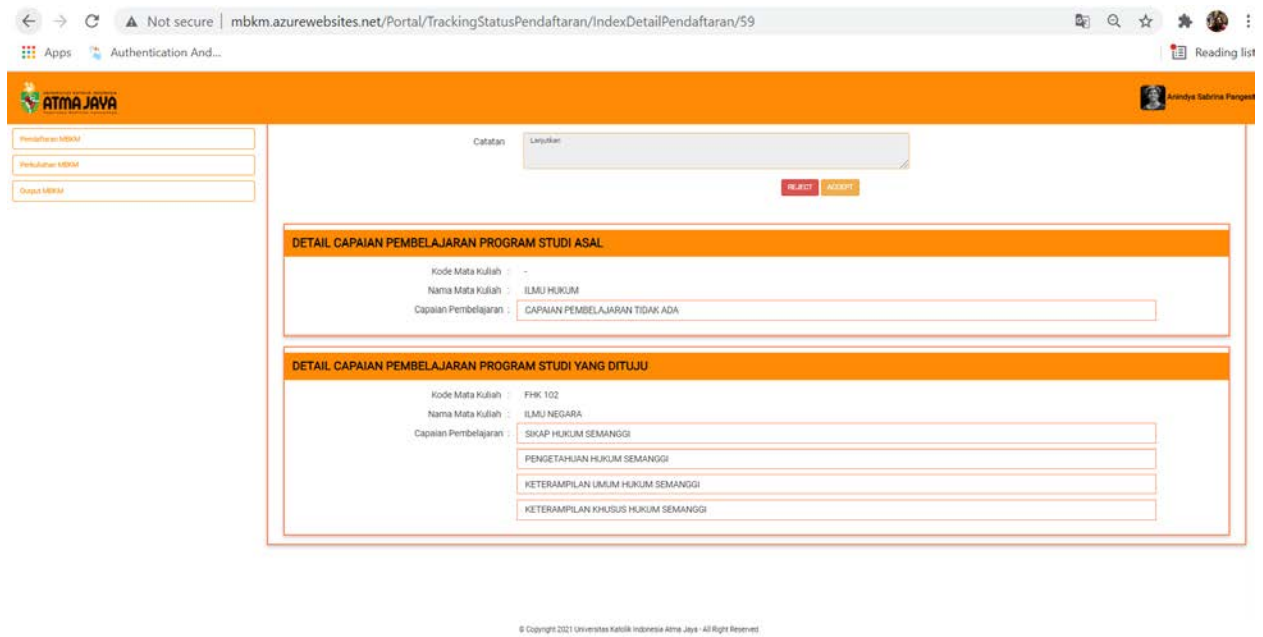 Not secure | mbkm.azurewebsites.net/Portal/TrackingStatusPendaftaran/IndexDetailPendaftaran/59
Apps Authentication And... Reading list
ATMA JAYA Anindya Sabrina Pangest
Pendaftaran MBKM
Perkuliahan MBKM
Output MBKM
Catatan Lanjutkan
REJECT ACCEPT
DETAIL CAPAIAN PEMBELAJARAN PROGRAM STUDI ASAL
Kode Mata Kuliah : -
Nama Mata Kuliah : ILMU HUKUM
Capaian Pembelajaran : CAPAIAN PEMBELAJARAN TIDAK ADA
DETAIL CAPAIAN PEMBELAJARAN PROGRAM STUDI YANG DITUJU
Kode Mata Kuliah : FHK 102
Nama Mata Kuliah : ILMU NEGARA
Capaian Pembelajaran : SIKAP HUKUM SEMANGGI
PENGETAHUAN HUKUM SEMANGGI
KETERAMPILAN UMUM HUKUM SEMANGGI
KETERAMPILAN KHUSUS HUKUM SEMANGGI
© Copyright 2021 Universitas Katolik Indonesia Atma Jaya - All Right Reserved